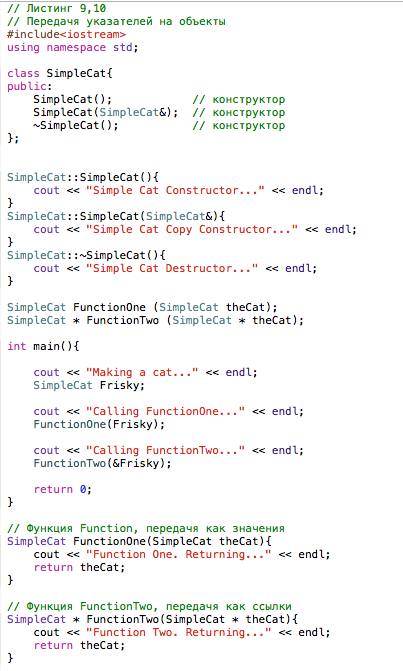 // Листинг 9,10
// Передача указателей на объекты
#include<iostream>
using namespace std;
class SimpleCat{
public:
SimpleCat(); // конструктор
SimpleCat(SimpleCat&); // конструктор
~SimpleCat(); // конструктор
};
SimpleCat::SimpleCat(){
cout << "Simple Cat Constructor..." << endl;
}
SimpleCat::SimpleCat(SimpleCat&){
cout << "Simple Cat Copy Constructor..." << endl;
}
SimpleCat::~SimpleCat(){
cout << "Simple Cat Destructor..." << endl;
}
SimpleCat FunctionOne (SimpleCat theCat);
SimpleCat * FunctionTwo (SimpleCat * theCat);
int main(){
cout << "Making a cat..." << endl;
SimpleCat Frisky;
cout << "Calling FunctionOne..." << endl;
FunctionOne(Frisky);
cout << "Calling FunctionTwo..." << endl;
FunctionTwo(&Frisky);
return 0;
}
// Функция Function, передача как значения
SimpleCat FunctionOne(SimpleCat theCat){
cout << "Function One. Returning..." << endl;
return theCat;
}
// Функция FunctionTwo, передача как ссылки
SimpleCat * FunctionTwo(SimpleCat * theCat){
cout << "Function Two. Returning..." << endl;
return theCat;
}